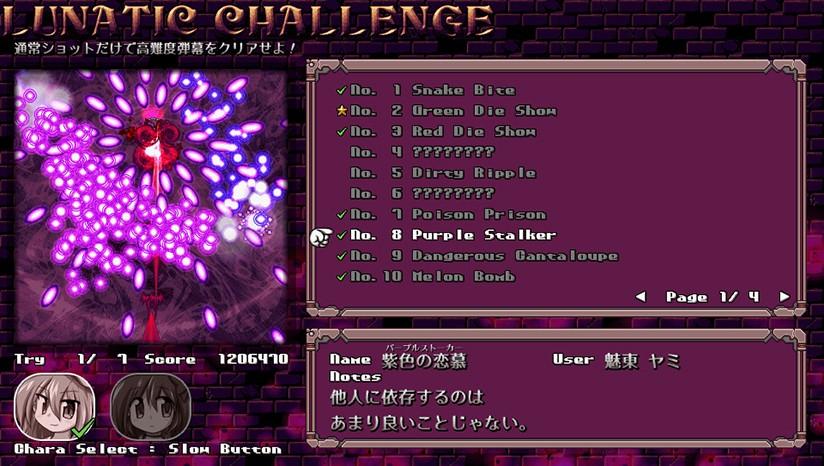 LUNATIC CHALLENGE
通常ショットだけで高難度弾幕をクリアせよ！
No. 1 Snake Bite
No. 2 Green Die Show
No. 3 Red Die Show
No. 4 ????????
No. 5 Dirty Ripple
No. 6 ????????
No. 7 Poison Prison
No. 8 Purple Stalker
No. 9 Dangerous Cantaloupe
No. 10 Melon Bomb
Page 1/ 4
Try 1/ 7 Score 1206470
Chara Select : Slow Button
パープルストーカー
Name 紫色の恋慕 User 魅東 ヤミ
Notes
他人に依存するのは
あまり良いことじゃない。